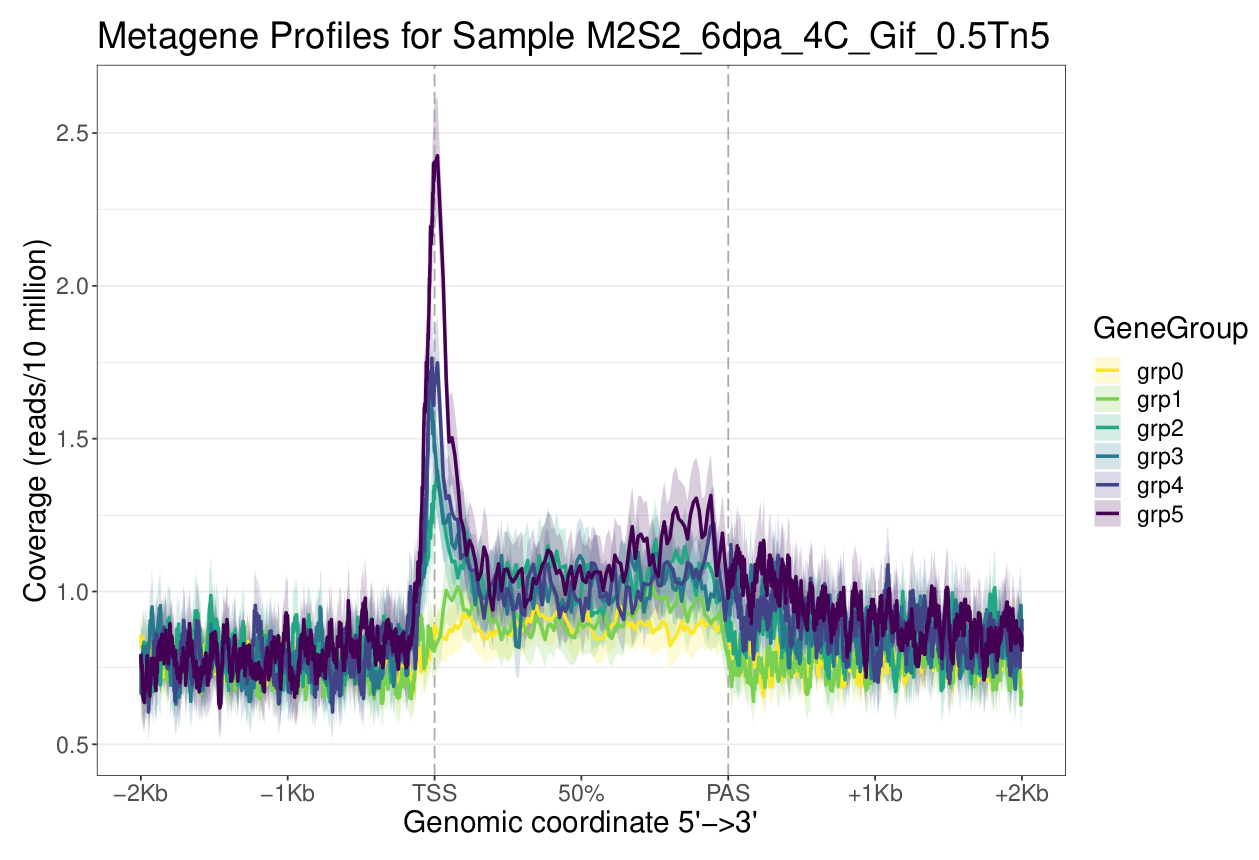 Metagene Profiles for Sample M2S2_6dpa_4C_Gif_0.5Tn5
Coverage (reads/10 million)
2.5
2.0
1.5
1.0
0.5
−2Kb
−1Kb
TSS
50%
PAS
+1Kb
+2Kb
Genomic coordinate 5'−>3'
GeneGroup
grp0
grp1
grp2
grp3
grp4
grp5